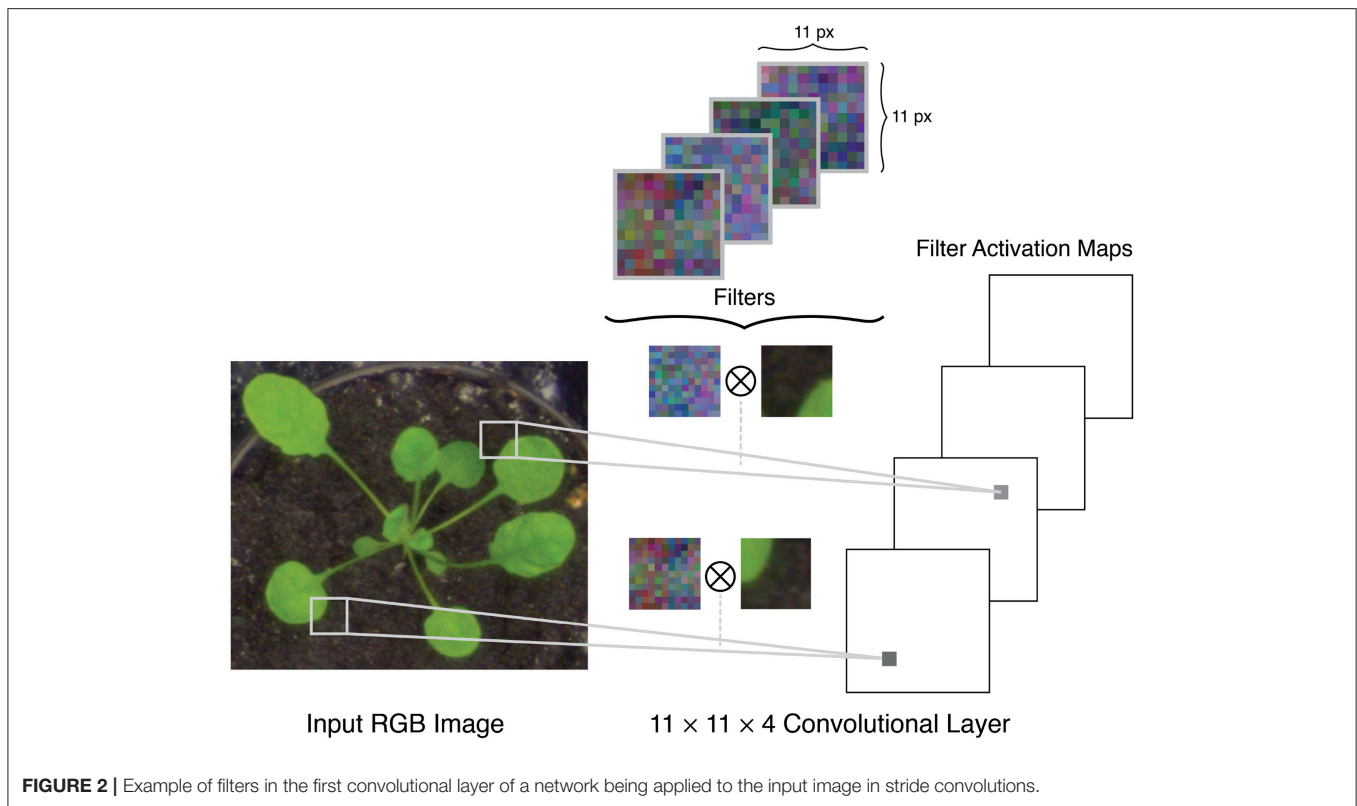 11 px
11 px
Filter Activation Maps
Filters
Input RGB Image
11 × 11 × 4 Convolutional Layer
FIGURE 2 | Example of filters in the first convolutional layer of a network being applied to the input image in stride convolutions.